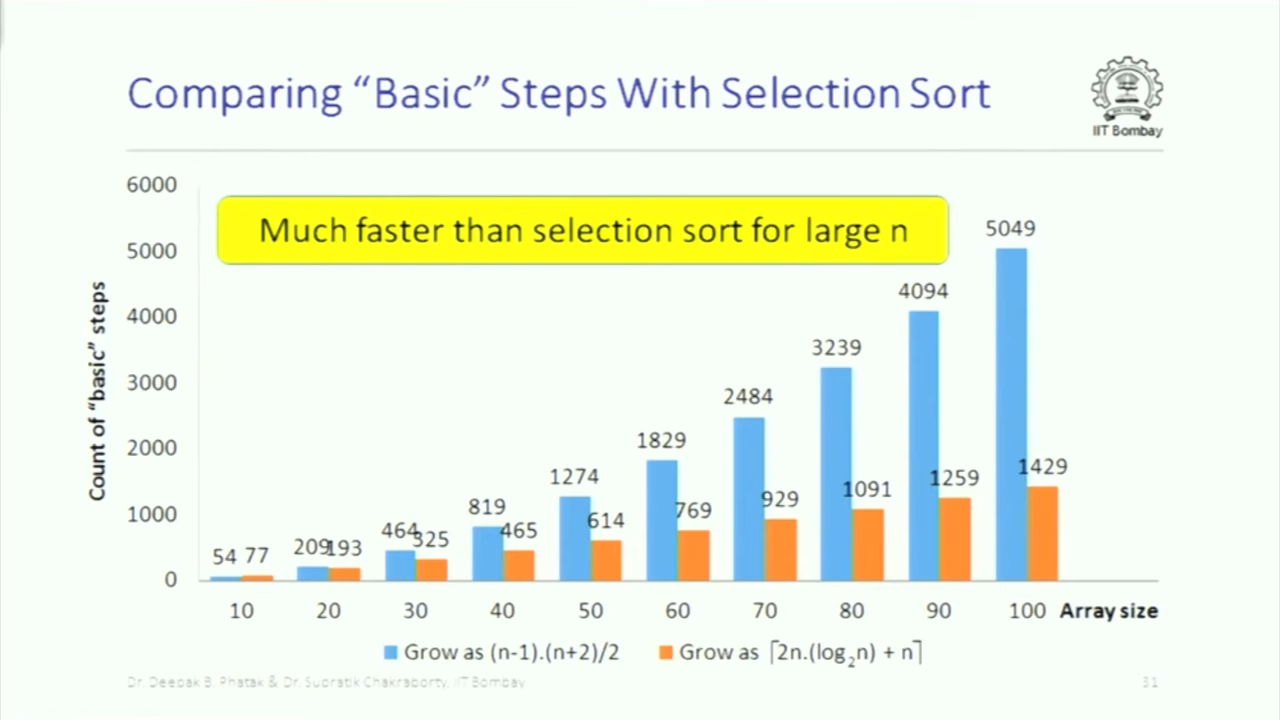 Comparing “Basic” Steps With Selection Sort
IIT Bombay
Much faster than selection sort for large n
Count of “basic” steps
6000
5000
4000
3000
2000
1000
0
54 77
209 193
464 325
819 465
1274 614
1829 769
2484 929
3239 1091
4094 1259
5049 1429
10 20 30 40 50 60 70 80 90 100 Array size
Grow as (n-1).(n+2)/2 Grow as ⌈2n.(log₂n) + n⌉
Dr. Deepak B. Phatak & Dr. Supratik Chakraborty, IIT Bombay 31